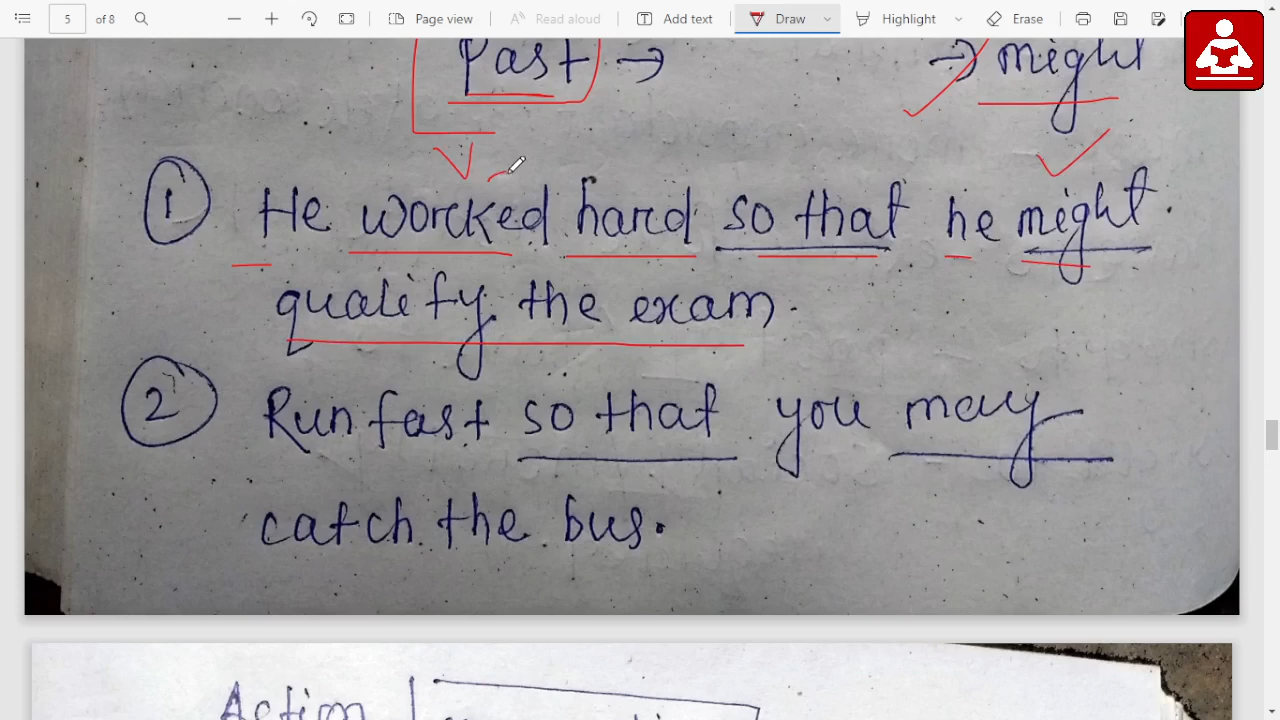 5 of 8 Page view Read aloud Add text Draw Highlight Erase
Past → → might
1 He worked hard so that he might
qualify the exam.
2 Run fast so that you may
catch the bus.
Action